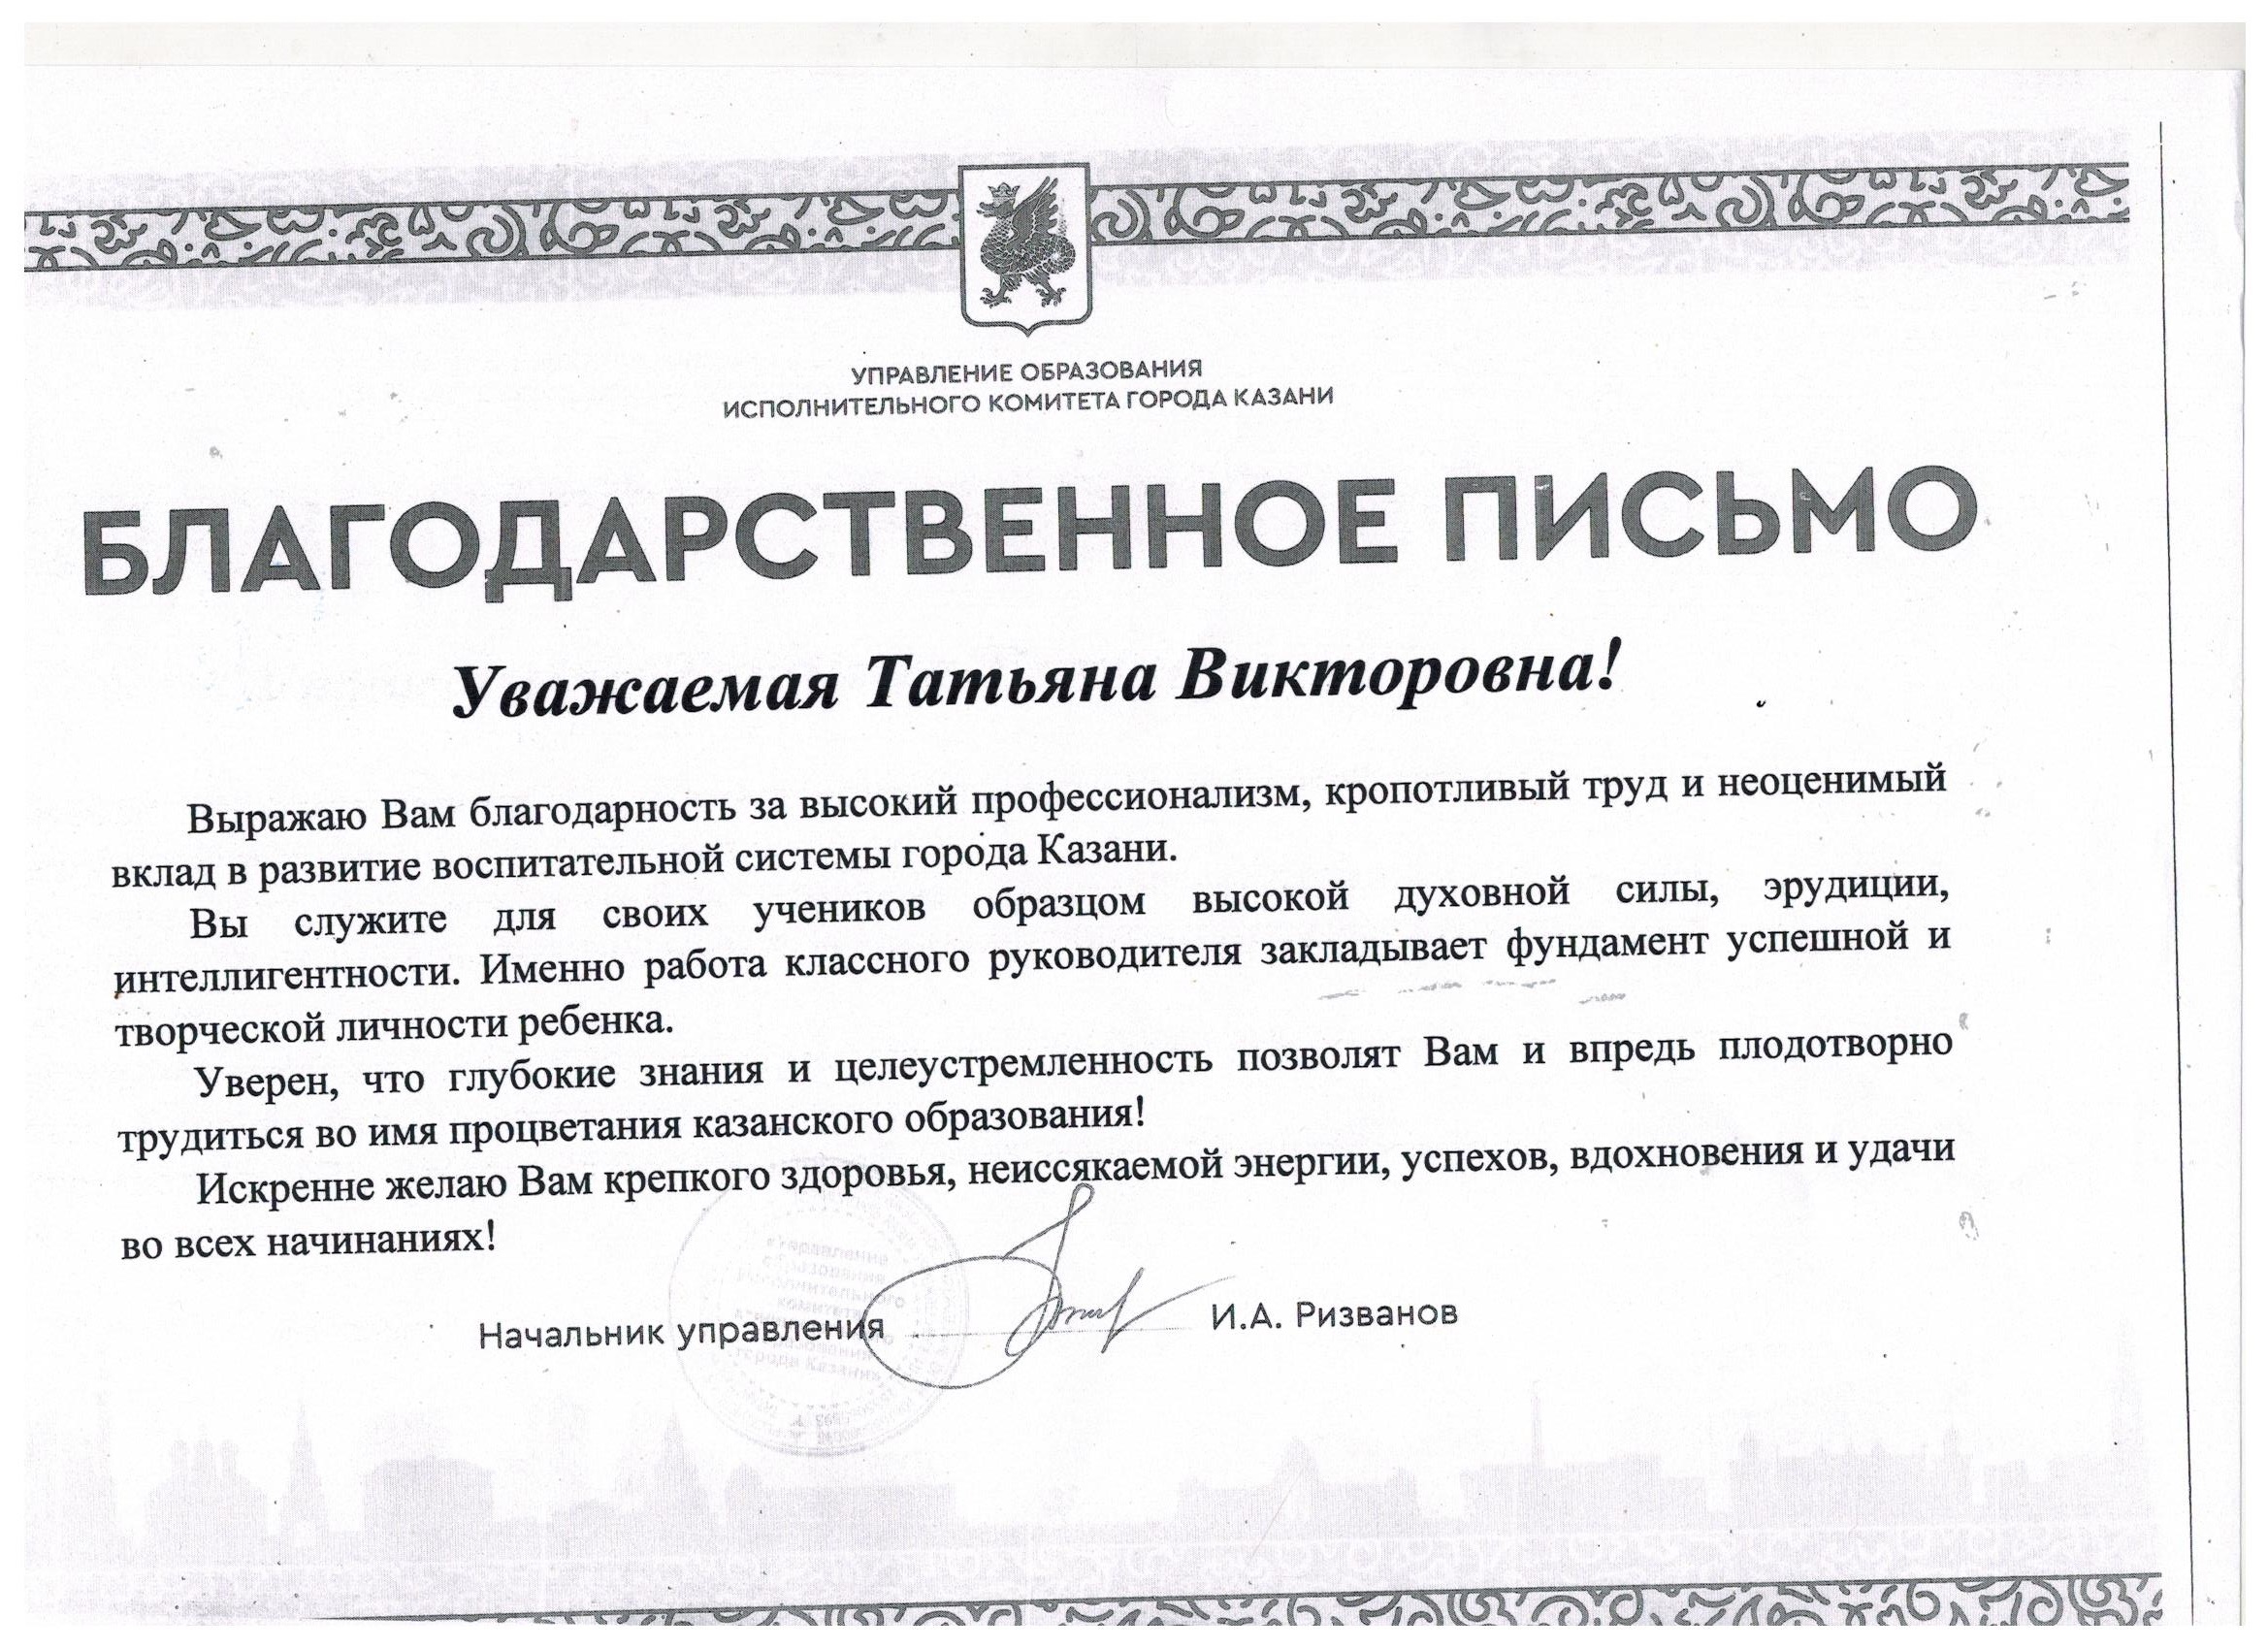 УПРАВЛЕНИЕ ОБРАЗОВАНИЯ
ИСПОЛНИТЕЛЬНОГО КОМИТЕТА ГОРОДА КАЗАНИ
БЛАГОДАРСТВЕННОЕ ПИСЬМО
Уважаемая Татьяна Викторовна!
Выражаю Вам благодарность за высокий профессионализм, кропотливый труд и неоценимый
вклад в развитие воспитательной системы города Казани.
Вы служите для своих учеников образцом высокой духовной силы, эрудиции,
интеллигентности. Именно работа классного руководителя закладывает фундамент успешной и
творческой личности ребенка.
Уверен, что глубокие знания и целеустремленность позволят Вам и впредь плодотворно
трудиться во имя процветания казанского образования!
Искренне желаю Вам крепкого здоровья, неиссякаемой энергии, успехов, вдохновения и удачи
во всех начинаниях!
Начальник управления
И.А. Ризванов
«Управление
образования
исполнительного
комитета
образования
города Казани»